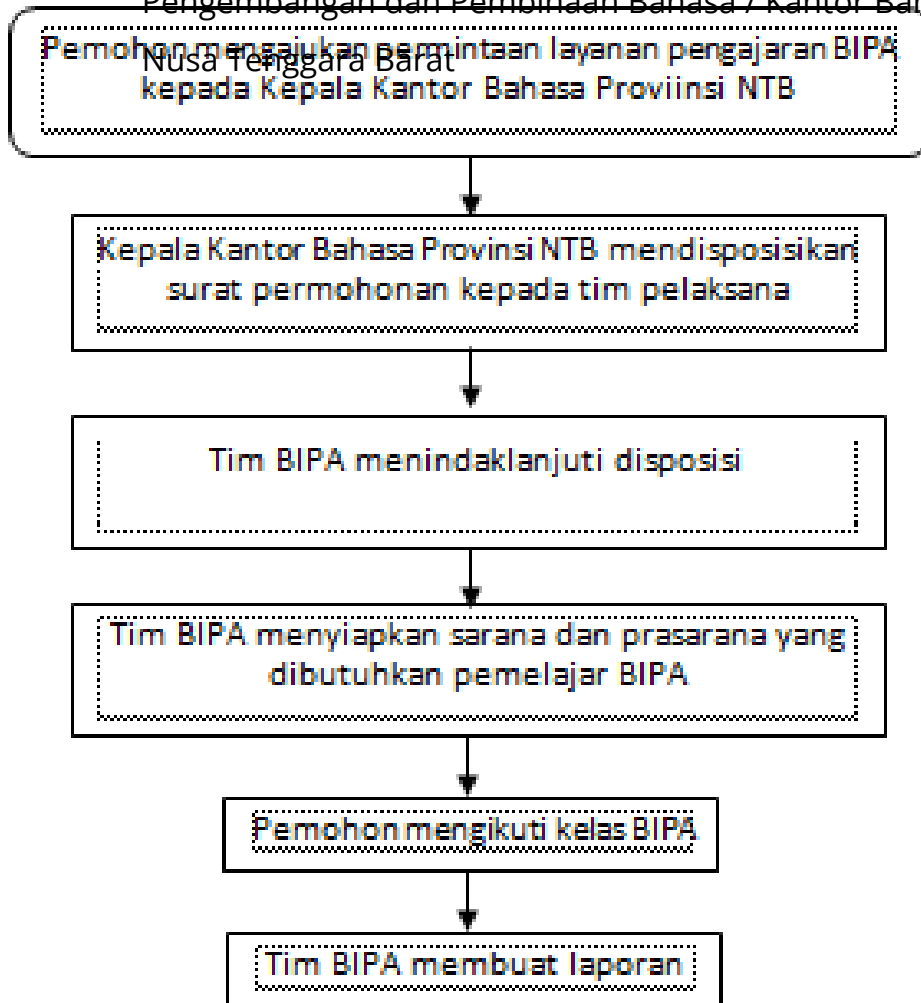 Pengembangan dan Pembinaan Bahasa / Kantor
Pemohon mengajukan permintaan layanan pengajaran BIPA
Nusa Tenggara Barat
kepada Kepala Kantor Bahasa Proviinsi NTB
Kepala Kantor Bahasa Provinsi NTB mendisposisikan
surat permohonan kepada tim pelaksana
Tim BIPA menindaklanjuti disposisi
Tim BIPA menyiapkan sarana dan prasarana yang
dibutuhkan pemelajar BIPA
Pemohon mengikuti kelas BIPA
Tim BIPA membuat laporan